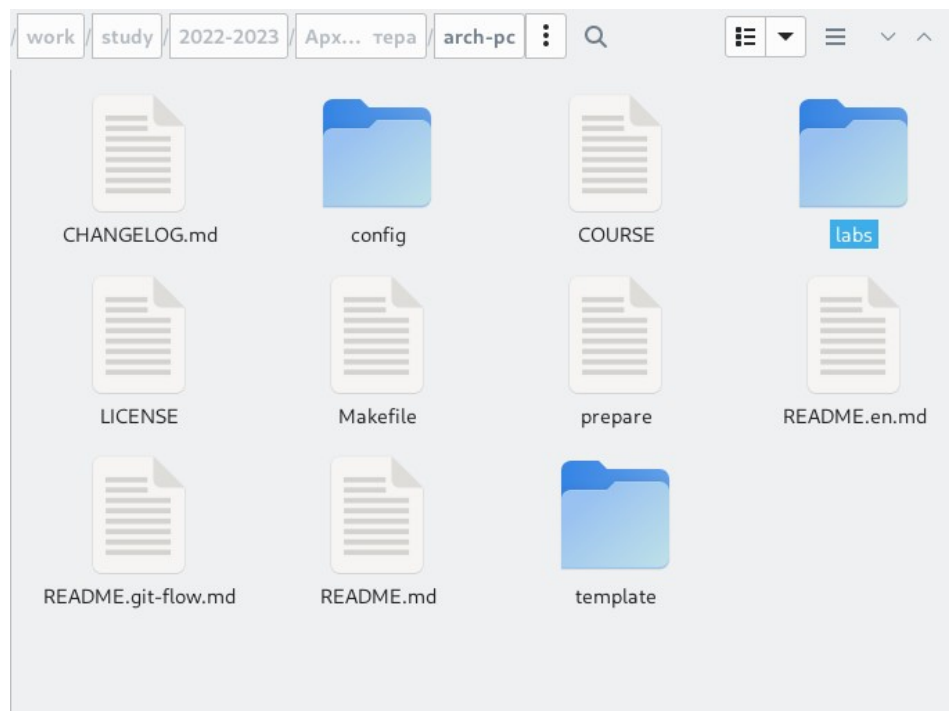 / work / study / 2022-2023 / Арх... тера / arch-pc
CHANGELOG.md config COURSE labs
LICENSE Makefile prepare README.en.md
README.git-flow.md README.md template